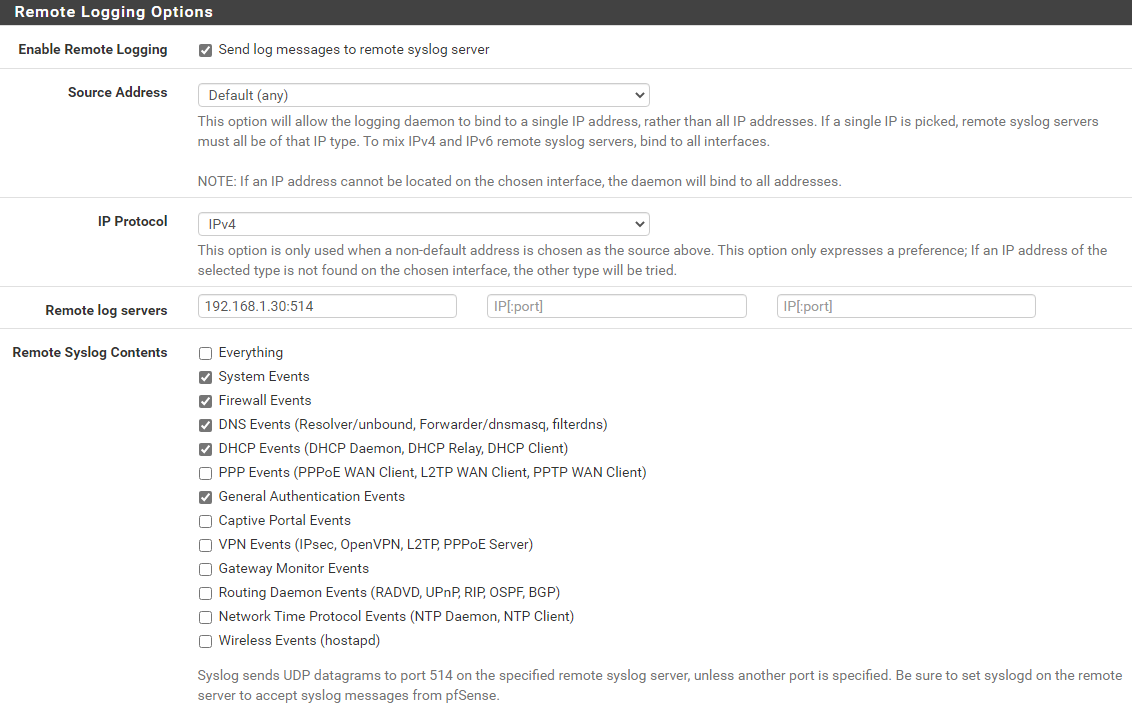 Remote Logging Options
Enable Remote Logging
Send log messages to remote syslog server
Source Address
Default (any)
This option will allow the logging daemon to bind to a single IP address, rather than all IP addresses. If a single IP is picked, remote syslog servers
must all be of that IP type. To mix IPv4 and IPv6 remote syslog servers, bind to all interfaces.
NOTE: If an IP address cannot be located on the chosen interface, the daemon will bind to all addresses.
IP Protocol
IPv4
This option is only used when a non-default address is chosen as the source above. This option only expresses a preference; If an IP address of the
selected type is not found on the chosen interface, the other type will be tried.
Remote log servers
192.168.1.30:514
IP[:port]
IP[:port]
Remote Syslog Contents
Everything
System Events
Firewall Events
DNS Events (Resolver/unbound, Forwarder/dnsmasq, filterdns)
DHCP Events (DHCP Daemon, DHCP Relay, DHCP Client)
PPP Events (PPPoE WAN Client, L2TP WAN Client, PPTP WAN Client)
General Authentication Events
Captive Portal Events
VPN Events (IPsec, OpenVPN, L2TP, PPPoE Server)
Gateway Monitor Events
Routing Daemon Events (RADVD, UPnP, RIP, OSPF, BGP)
Network Time Protocol Events (NTP Daemon, NTP Client)
Wireless Events (hostapd)
Syslog sends UDP datagrams to port 514 on the specified remote syslog server, unless another port is specified. Be sure to set syslogd on the remote
server to accept syslog messages from pfSense.